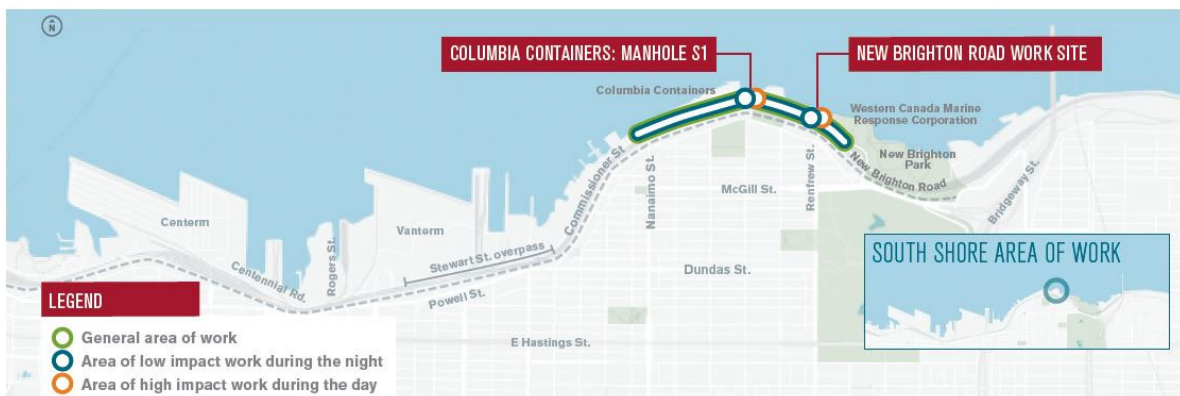 N
COLUMBIA CONTAINERS: MANHOLE S1
NEW BRIGHTON ROAD WORK SITE
Columbia Containers
Western Canada Marine
Response Corporation
New Brighton
Park
New Brighton Road
Bridgeway St.
Renfrew St.
McGill St.
Nanaimo St.
Commissioner St
Centerm
Vanterm
Rogers St.
Stewart St. overpass
Centennial Rd.
Powell St.
Dundas St.
E Hastings St.
SOUTH SHORE AREA OF WORK
LEGEND
General area of work
Area of low impact work during the night
Area of high impact work during the day